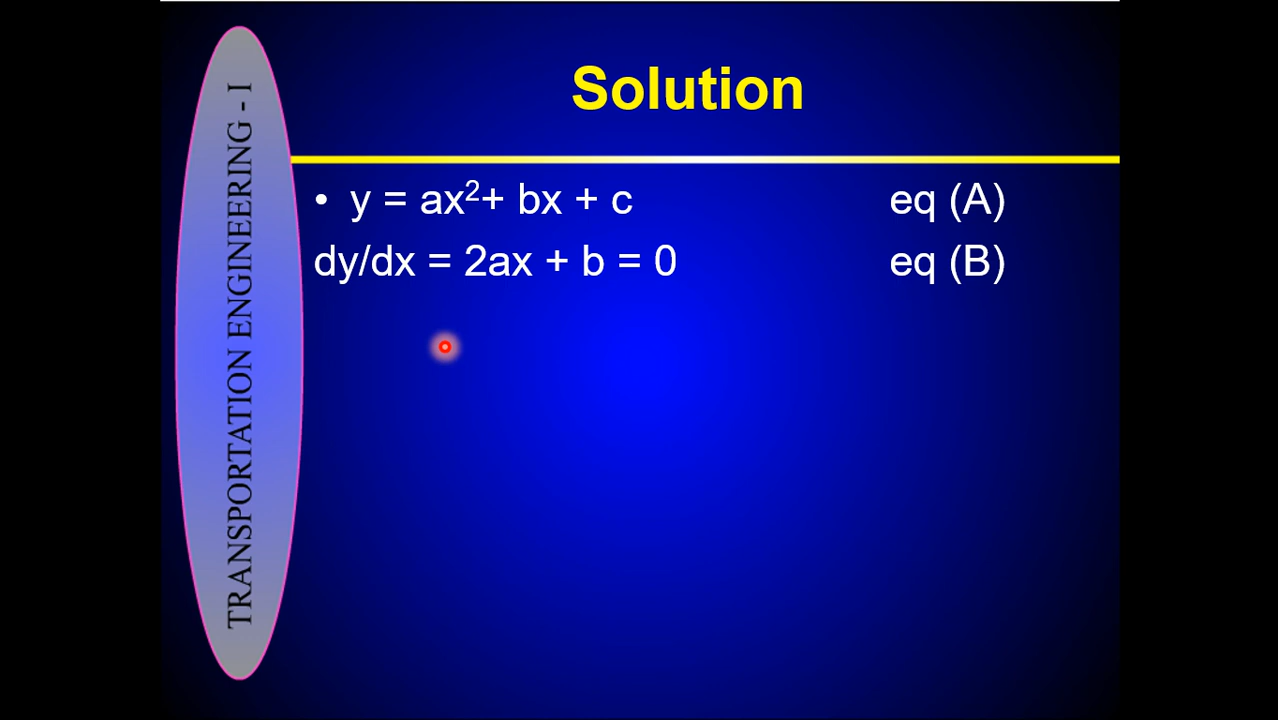 TRANSPORTATION ENGINEERING - I
Solution
• y = ax²+ bx + c eq (A)
dy/dx = 2ax + b = 0 eq (B)